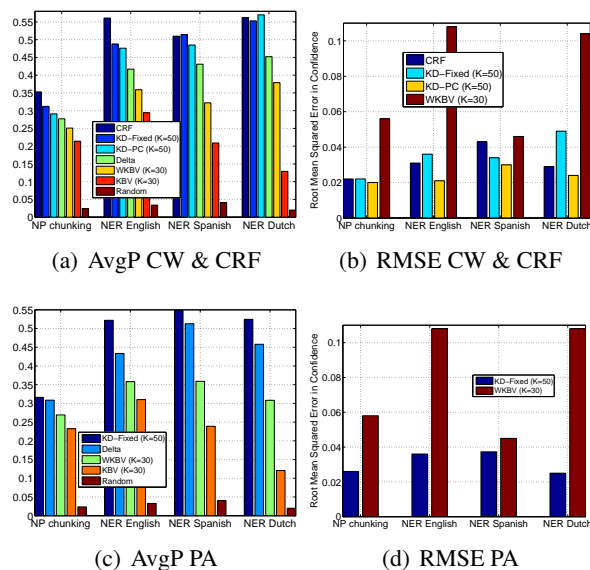 0.55
0.5
0.45
0.4
0.35
0.3
0.25
0.2
0.15
0.1
0.05
0
CRF
KD−Fixed (K=50)
KD−PC (K=50)
Delta
WKBV (K=30)
KBV (K=30)
Random
NP chunking NER English NER Spanish NER Dutch
(a) AvgP CW & CRF
Root Mean Squared Error in Confidence
0.1
0.08
0.06
0.04
0.02
0
CRF
KD−Fixed (K=50)
KD−PC (K=50)
WKBV (K=30)
NP chunking NER English NER Spanish NER Dutch
(b) RMSE CW & CRF
0.55
0.5
0.45
0.4
0.35
0.3
0.25
0.2
0.15
0.1
0.05
0
KD−Fixed (K=50)
Delta
WKBV (K=30)
KBV (K=30)
Random
NP chunking NER English NER Spanish NER Dutch
(c) AvgP PA
Root Mean Squared Error in Confidence
0.1
0.08
0.06
0.04
0.02
0
KD−Fixed (K=50)
WKBV (K=30)
NP chunking NER English NER Spanish NER Dutch
(d) RMSE PA